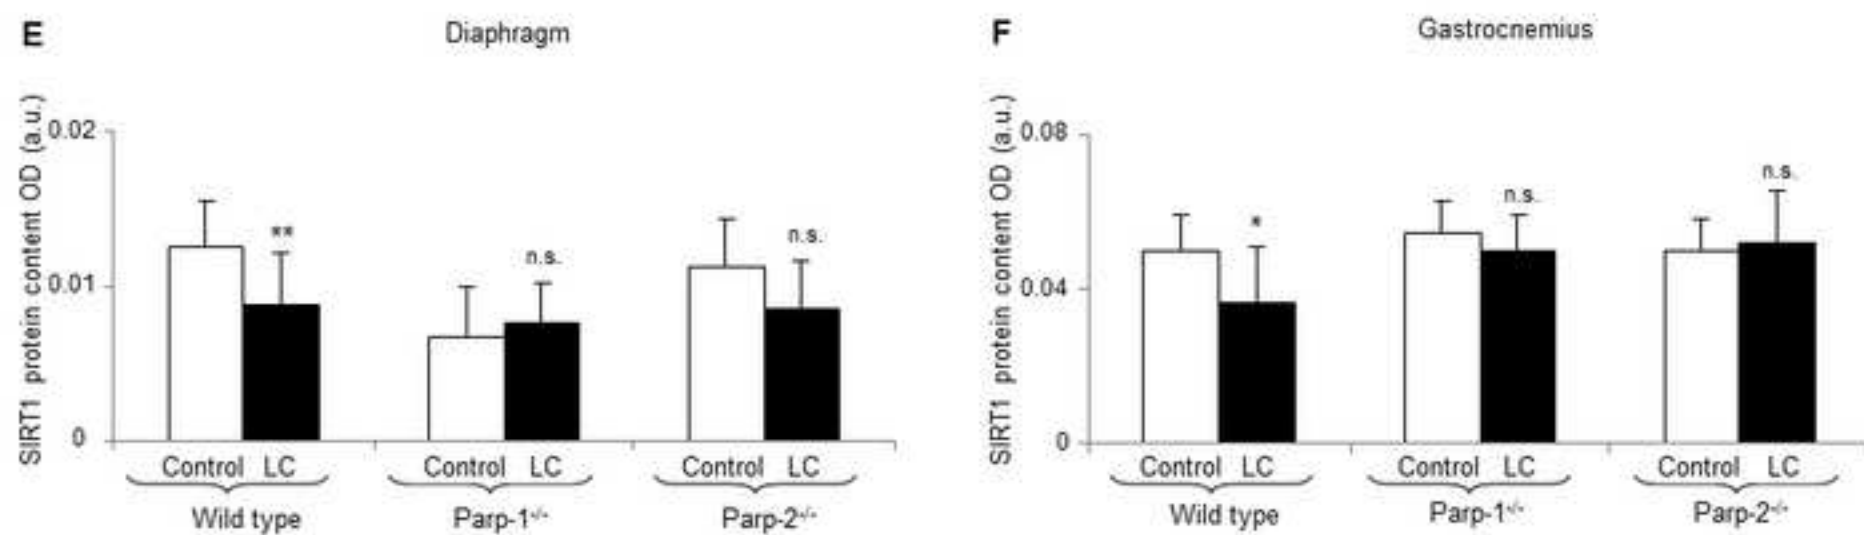 E
Diaphragm
SIRT1 protein content OD (a.u.)
0.02
0.01
0
**
n.s.
n.s.
Control LC
Control LC
Control LC
Wild type
Parp-1-/-
Parp-2-/-
F
Gastrocnemius
SIRT1 protein content OD (a.u.)
0.08
0.04
0
*
n.s.
n.s.
Control LC
Control LC
Control LC
Wild type
Parp-1-/-
Parp-2-/-